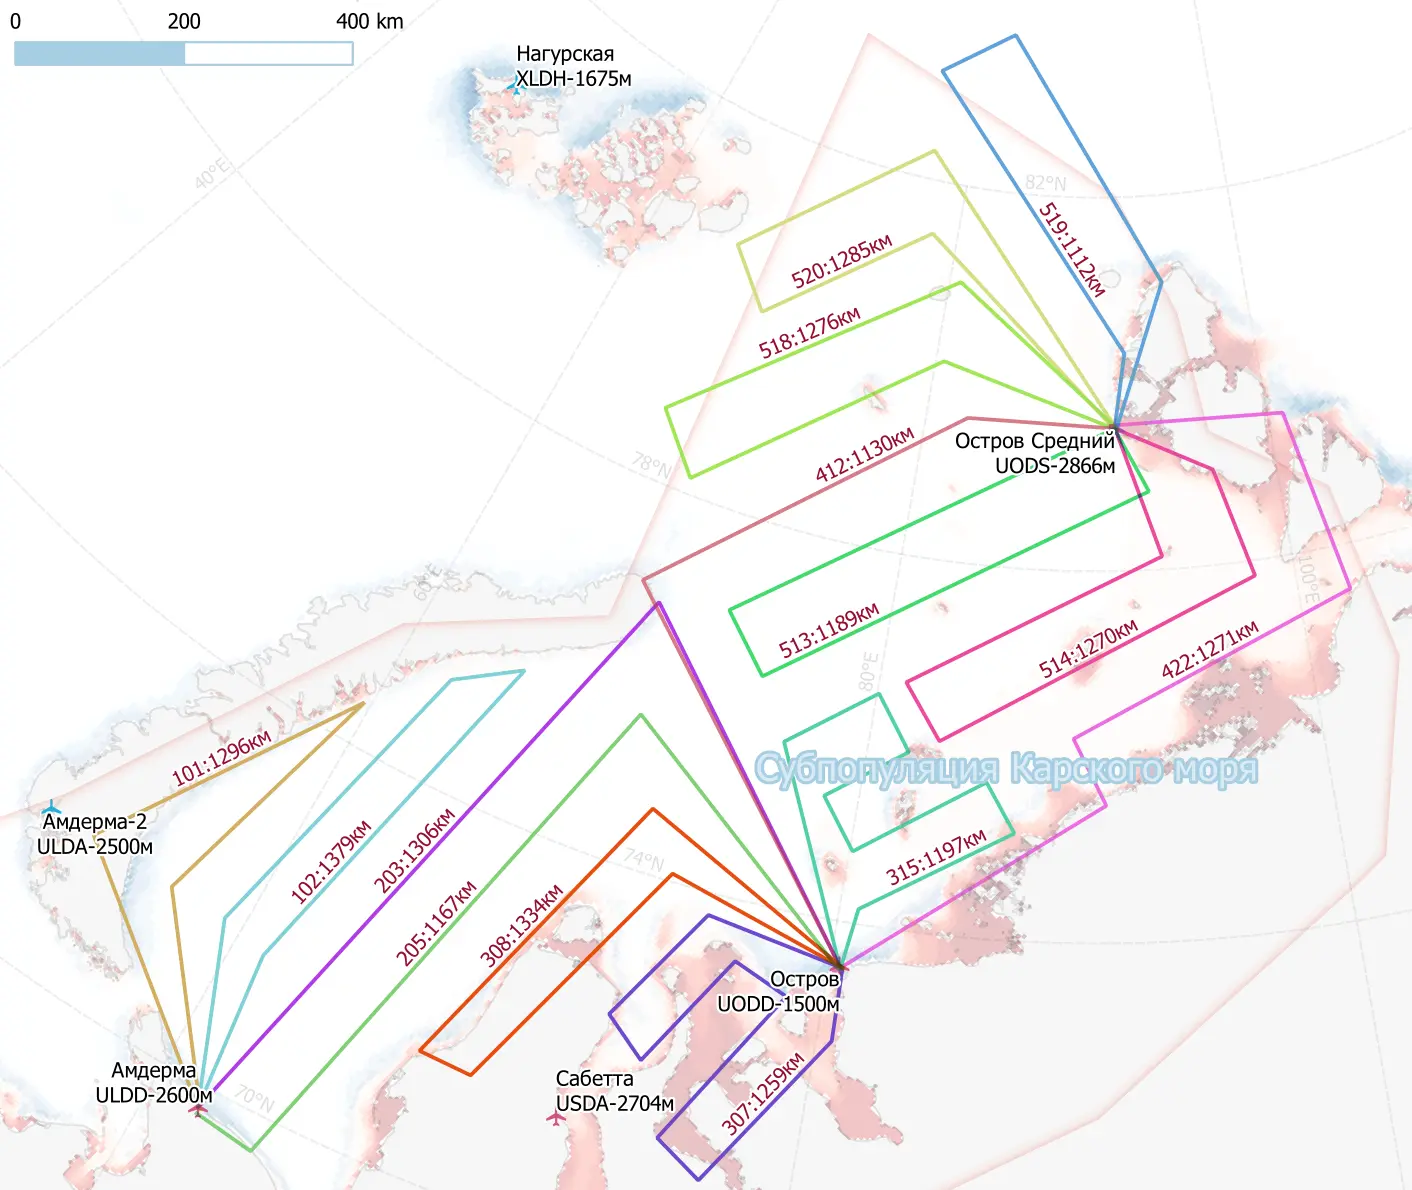 0 200 400 km
Нагурская
XLDH-1675м
40°E
82°N
519:1112км
520:1285км
518:1276км
Остров Средний
UODS-2866м
412:1130км
78°N
60°E
100°E
513:1189км
514:1270км
422:1271км
80°E
101:1296км
Субпопуляция Карского моря
Амдерма-2
ULDA-2500м
102:1379км
203:1306км
74°N
315:1197км
205:1167км
308:1334км
Остров
UODD-1500м
Амдерма
ULDD-2600м
70°N
Сабетта
USDA-2704м
307:1259км